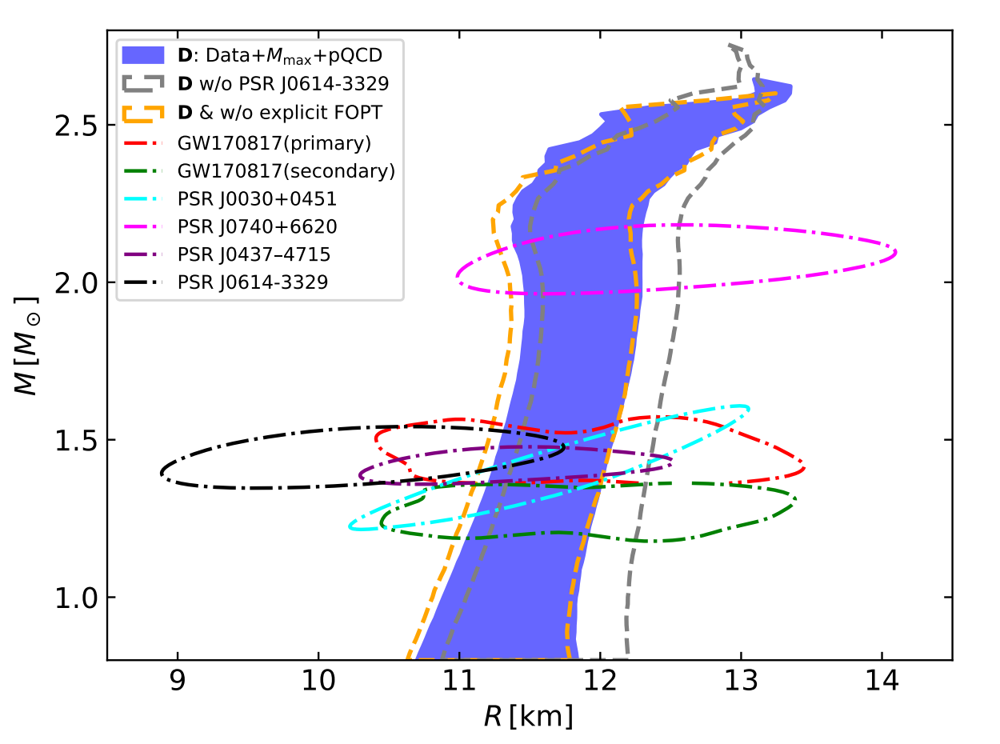 D: Data+Mmax+pQCD
D w/o PSR J0614-3329
D & w/o explicit FOPT
GW170817(primary)
GW170817(secondary)
PSR J0030+0451
PSR J0740+6620
PSR J0437–4715
PSR J0614-3329
2.5
2.0
1.5
1.0
M [M⊙]
9 10 11 12 13 14
R [km]